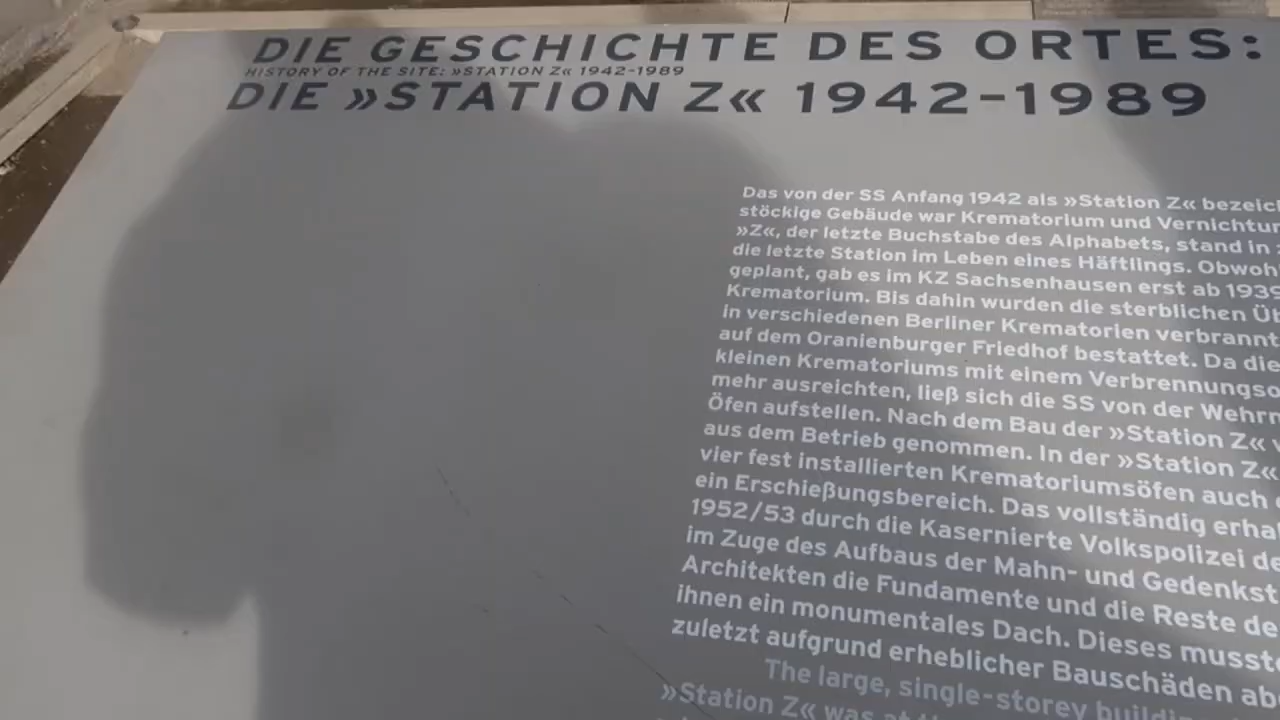 DIE GESCHICHTE DES ORTES:
HISTORY OF THE SITE: »STATION Z« 1942-1989
DIE »STATION Z« 1942-1989
Das von der SS Anfang 1942 als »Station Z« bezeich
stöckige Gebäude war Krematorium und Vernichtun
»Z«, der letzte Buchstabe des Alphabets, stand in
die letzte Station im Leben eines Häftlings. Obwohl
geplant, gab es im KZ Sachsenhausen erst ab 1939
Krematorium. Bis dahin wurden die sterblichen Üb
in verschiedenen Berliner Krematorien verbrannt
auf dem Oranienburger Friedhof bestattet. Da die
kleinen Krematoriums mit einem Verbrennungso
mehr ausreichten, ließ sich die SS von der Wehrm
Öfen aufstellen. Nach dem Bau der »Station Z«
aus dem Betrieb genommen. In der »Station Z«
vier fest installierten Krematoriumsöfen auch
ein Erschießungsbereich. Das vollständig erha
1952/53 durch die Kasernierte Volkspolizei de
im Zuge des Aufbaus der Mahn- und Gedenkst
Architekten die Fundamente und die Reste de
ihnen ein monumentales Dach. Dieses musste
zuletzt aufgrund erheblicher Bauschäden ab
The large, single-storey buildi
»Station Z« was